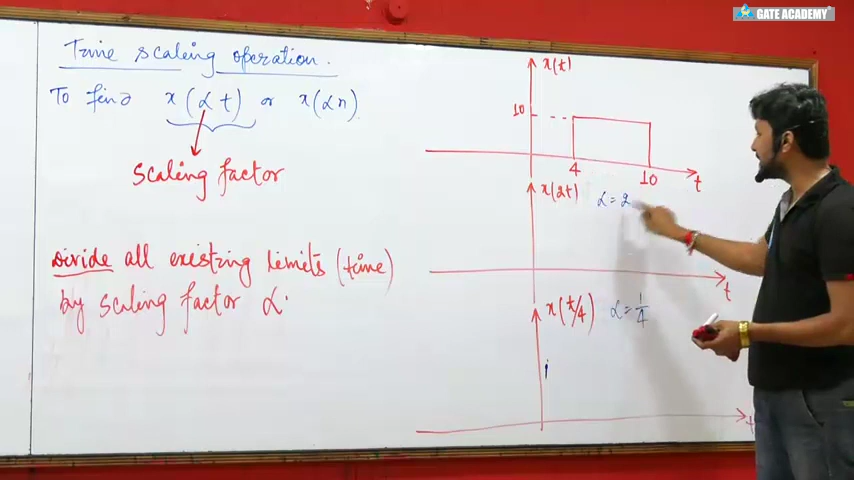 GATE ACADEMY
Time scaling operation.
To find x(αt) or x(αn)
scaling factor
Divide all existing limits (time)
by scaling factor α.
x(t)
10
4 10 t
x(2t) α=2
t
x(t/4) α=1/4
t